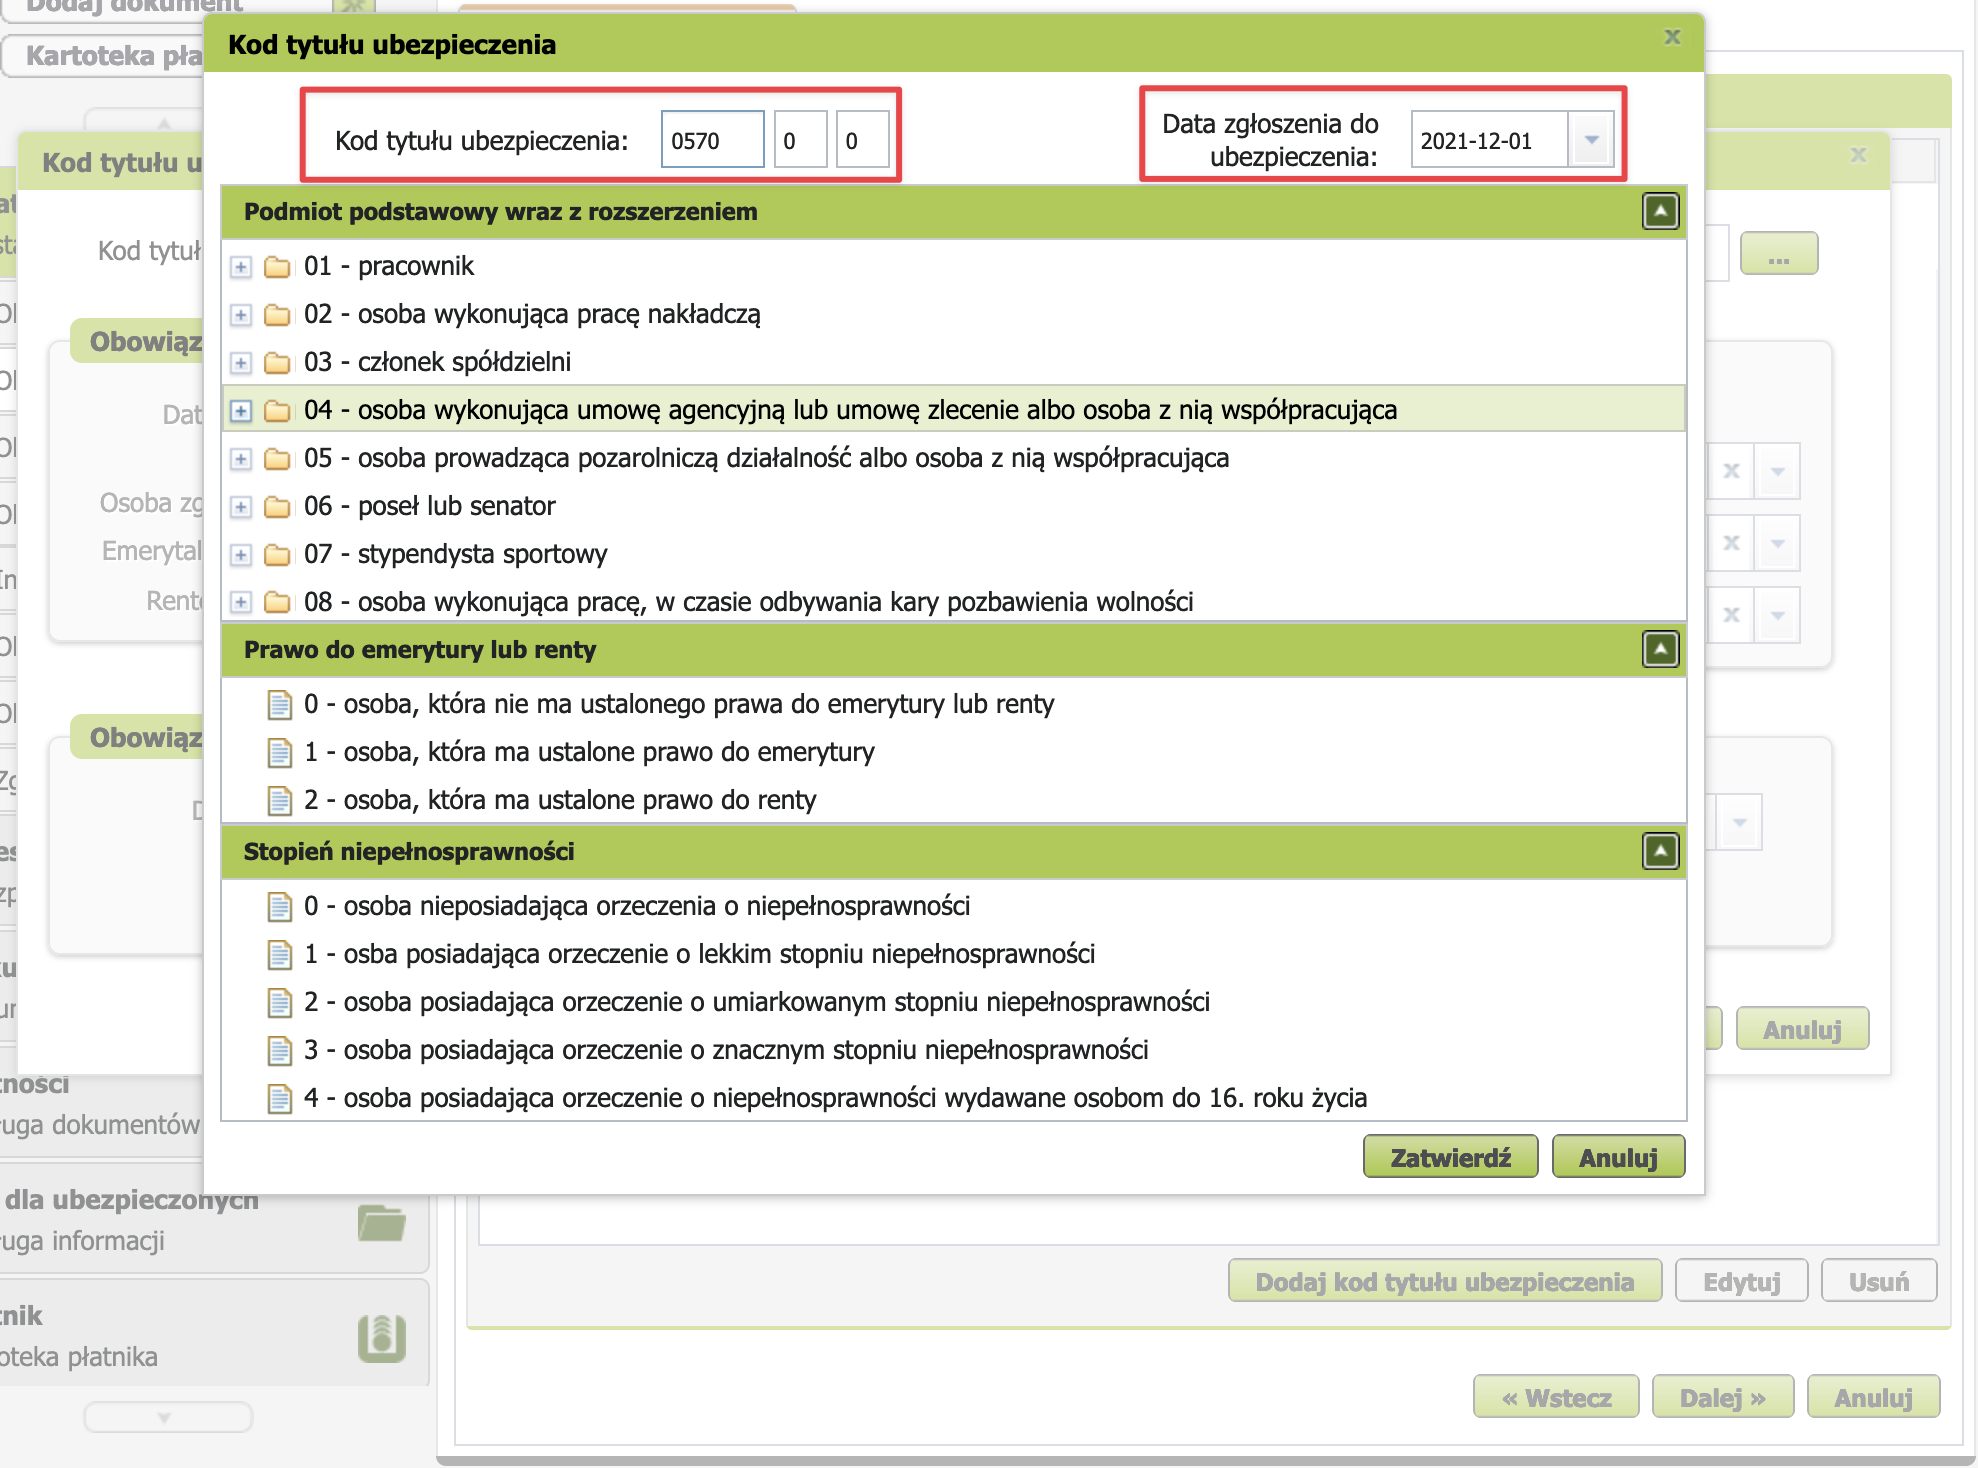 Dodaj dokument
Kartoteka pła
Kod tytułu ubezpieczenia
x
Kod tytułu ubezpieczenia: 0570 0 0
Data zgłoszenia do
ubezpieczenia: 2021-12-01
Podmiot podstawowy wraz z rozszerzeniem
01 - pracownik
02 - osoba wykonująca pracę nakładczą
03 - członek spółdzielni
04 - osoba wykonująca umowę agencyjną lub umowę zlecenie albo osoba z nią współpracująca
05 - osoba prowadząca pozarolniczą działalność albo osoba z nią współpracująca
06 - poseł lub senator
07 - stypendysta sportowy
08 - osoba wykonująca pracę, w czasie odbywania kary pozbawienia wolności
Prawo do emerytury lub renty
0 - osoba, która nie ma ustalonego prawa do emerytury lub renty
1 - osoba, która ma ustalone prawo do emerytury
2 - osoba, która ma ustalone prawo do renty
Stopień niepełnosprawności
0 - osoba nieposiadająca orzeczenia o niepełnosprawności
1 - osba posiadająca orzeczenie o lekkim stopniu niepełnosprawności
2 - osoba posiadająca orzeczenie o umiarkowanym stopniu niepełnosprawności
3 - osoba posiadająca orzeczenie o znacznym stopniu niepełnosprawności
4 - osoba posiadająca orzeczenie o niepełnosprawności wydawane osobom do 16. roku życia
Zatwierdź Anuluj
Kod tytułu u
x
Kod tytuł
...
Obowiąz
Dat
Osoba zg
x
Emerytal
x
Rento
x
Obowiąz
D
Anuluj
ności
uga dokumentów
dla ubezpieczonych
uga informacji
tnik
oteka płatnika
Dodaj kod tytułu ubezpieczenia Edytuj Usuń
« Wstecz Dalej » Anuluj